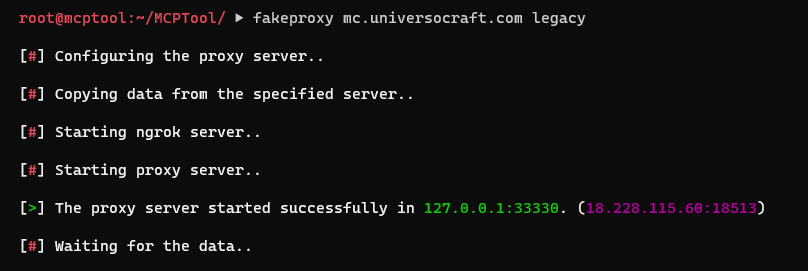 root@mcptool:~/MCPTool/ ► fakeproxy mc.universocraft.com legacy
[#] Configuring the proxy server..
[#] Copying data from the specified server..
[#] Starting ngrok server..
[#] Starting proxy server..
[>] The proxy server started successfully in 127.0.0.1:33330. (18.228.115.60:18513)
[#] Waiting for the data..